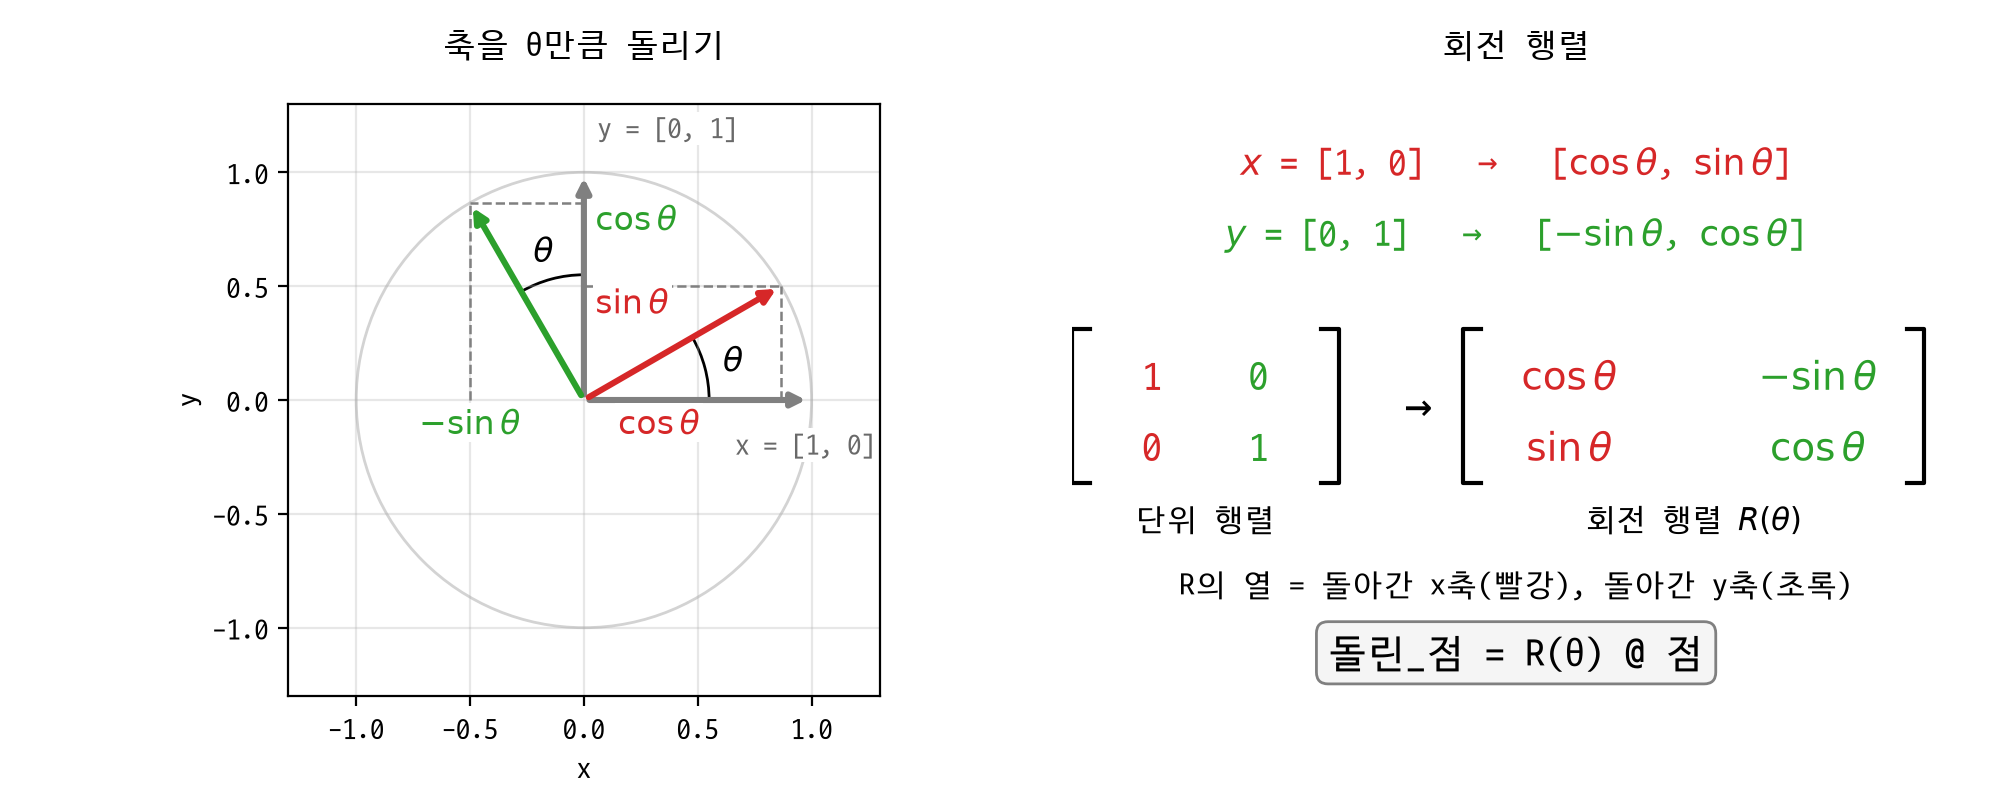 축을 θ만큼 돌리기
y = [0, 1]
1.0
cos θ
θ
0.5
sin θ
θ
0.0
−sin θ
cos θ
x = [1, 0]
y
−0.5
−1.0
−1.0 −0.5 0.0 0.5 1.0
x
회전 행렬
x = [1, 0] → [cos θ, sin θ]
y = [0, 1] → [−sin θ, cos θ]
1 0 → cos θ −sin θ
0 1 sin θ cos θ
단위 행렬
회전 행렬 R(θ)
R의 열 = 돌아간 x축(빨강), 돌아간 y축(초록)
돌린_점 = R(θ) @ 점